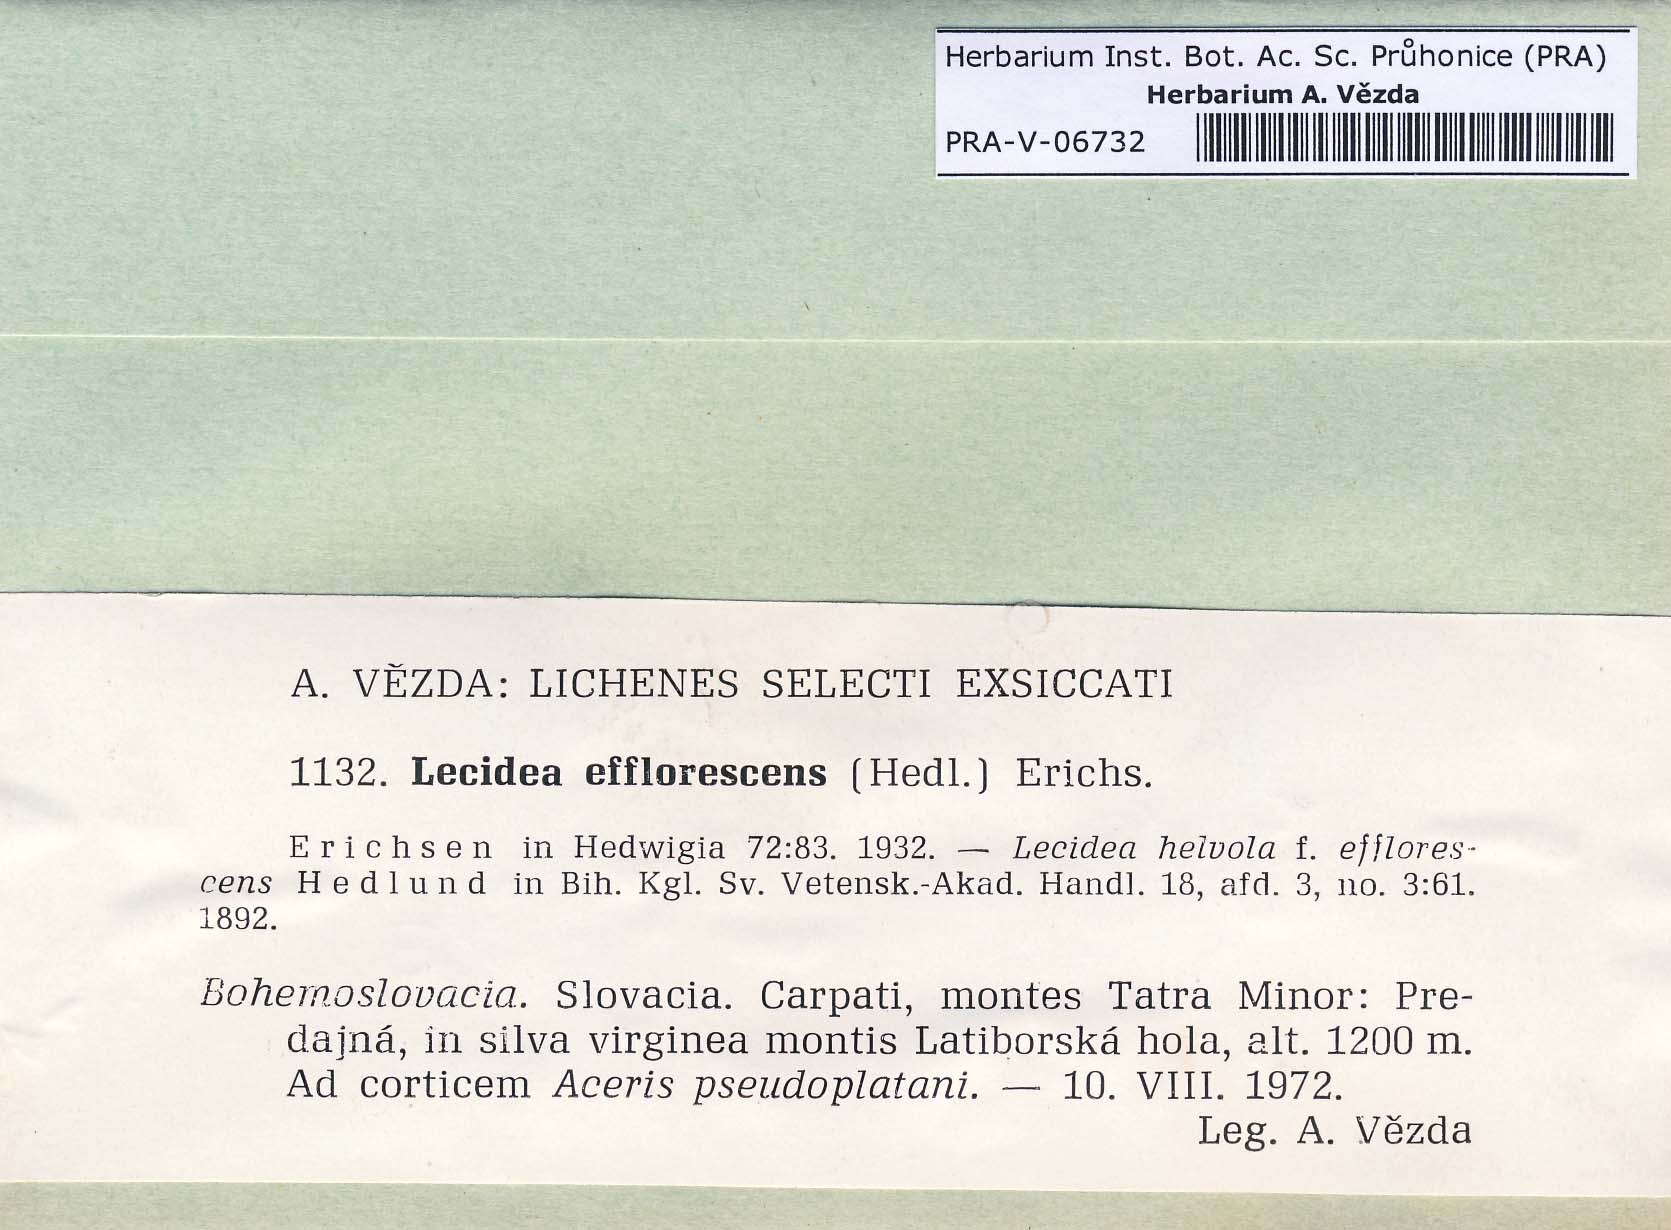 Herbarium Inst. Bot. Ac. Sc. Průhonice (PRA)
Herbarium A. Vězda
PRA-V-06732
A. VĚZDA: LICHENES SELECTI EXSICCATI
1132. Lecidea efflorescens (Hedl.) Erichs.
Erichsen in Hedwigia 72:83. 1932. — Lecidea helvola f. efflores-
cens Hedlund in Bih. Kgl. Sv. Vetensk.-Akad. Handl. 18, afd. 3, no. 3:61.
1892.
Bohemoslovacia. Slovacia. Carpati, montes Tatra Minor: Pre-
dajná, in silva virginea montis Latiborská hola, alt. 1200 m.
Ad corticem Aceris pseudoplatani. — 10. VIII. 1972.
Leg. A. Vězda